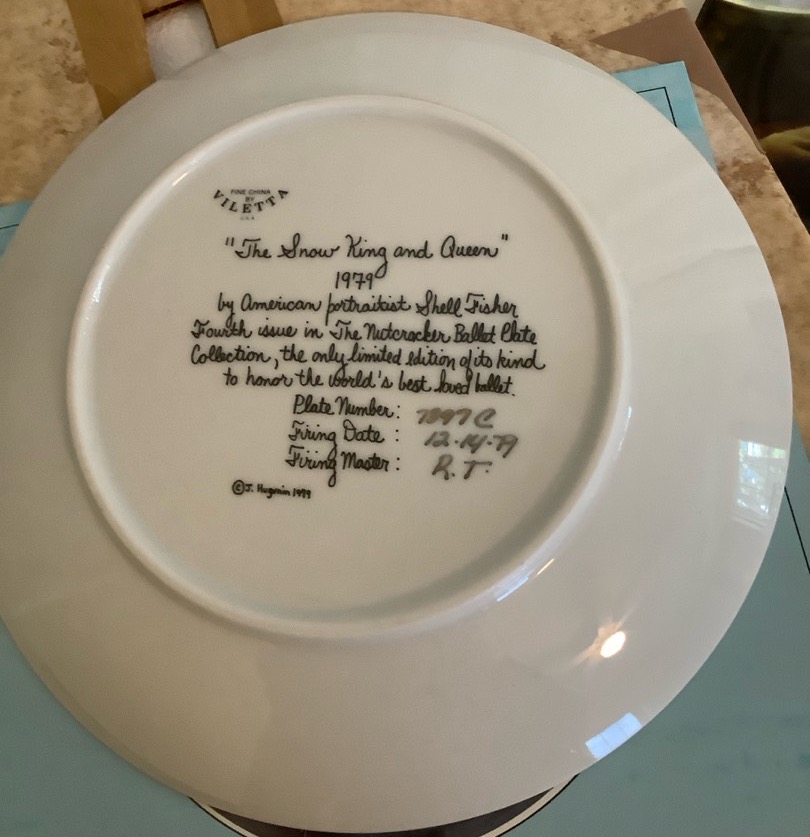 FINE CHINA
BY
VILETTA
U.S.A.
"The Snow King and Queen"
1979
by American portraitist Shell Fisher
Fourth issue in The Nutcracker Ballet Plate
Collection, the only limited edition of its kind
to honor the world's best loved ballet.
Plate Number:
Firing Date : 12-14-79
Firing Master: R.T.
© J. Hugunin 1979